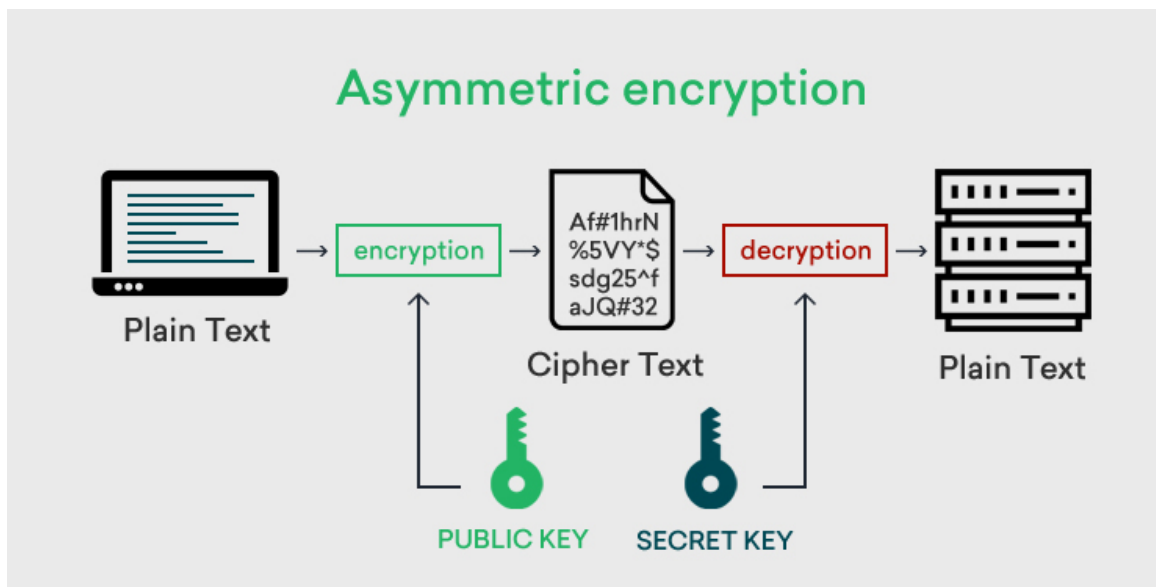 Asymmetric encryption
encryption
decryption
Af#1hrN
%5VY*$
sdg25^f
aJQ#32
Plain Text
Cipher Text
Plain Text
PUBLIC KEY
SECRET KEY